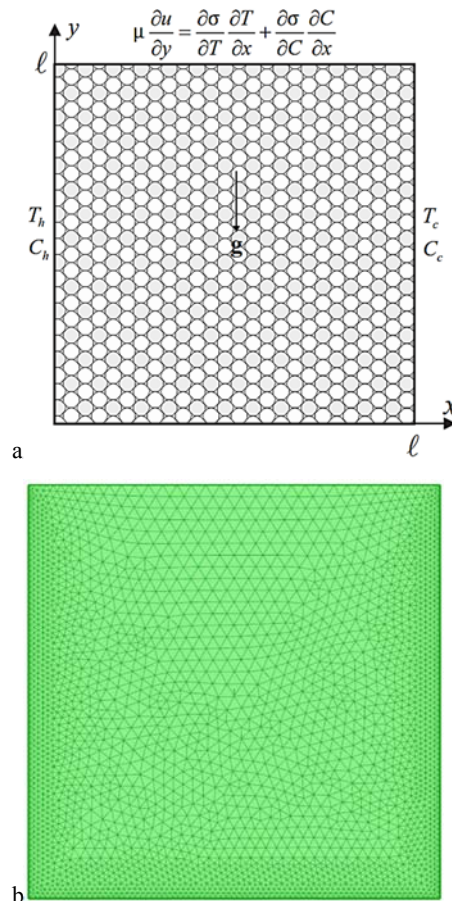 μ ∂u/∂y = ∂σ/∂T ∂T/∂x + ∂σ/∂C ∂C/∂x
y
ℓ
T_h T_c
C_h g C_c
x
ℓ
a
b